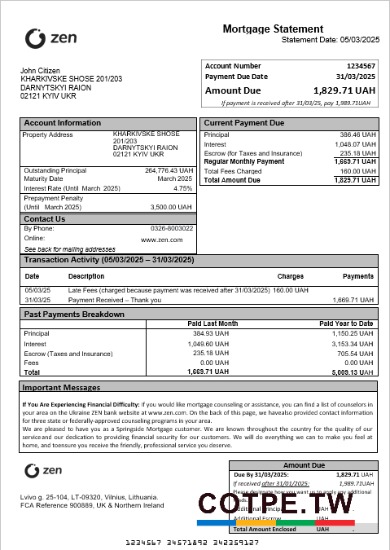 zen
Mortgage Statement
Statement Date: 05/03/2025
John Citizen
KHARKIVSKE SHOSE 201/203
DARNYTSKYI RAION
02121 KYIV UKR
Account Number 1234567
Payment Due Date 31/03/2025
Amount Due 1,829.71 UAH
If payment is received after 31/03/25, pay 1,989.71UAH
Account Information
Property Address KHARKIVSKE SHOSE
201/203
DARNYTSKYI RAION
02121 KYIV UKR
Outstanding Principal 264,776.43 UAH
Maturity Date March 2025
Interest Rate (Until March 2025) 4.75%
Prepayment Penalty
(Until March 2025) 3,500.00 UAH
Contact Us
By Phone: 0326-8003022
Online: www.zen.com
See back for mailing addresses
Current Payment Due
Principal 386.46 UAH
Interest 1,048.07 UAH
Escrow (for Taxes and Insurance) 235.18 UAH
Regular Monthly Payment 1,669.71 UAH
Total Fees Charged 160.00 UAH
Total Amount Due 1,829.71 UAH
Transaction Activity (05/03/2025 – 31/03/2025)
Date Description Charges Payments
05/03/25 Late Fees (charged because payment was received after 31/03/2025) 160.00 UAH
31/03/25 Payment Received – Thank you 1,669.71 UAH
Past Payments Breakdown
Paid Last Month Paid Year to Date
Principal 384.93 UAH 1,150.25 UAH
Interest 1,049.60 UAH 3,153.34 UAH
Escrow (Taxes and Insurance) 235.18 UAH 705.54 UAH
Fees 0.00 UAH 0.00 UAH
Total 1,669.71 UAH 5,009.13 UAH
Important Messages
If You Are Experiencing Financial Difficulty: if you would like mortgage counseling or assistance, you can find a list of counselors in
your area on the Ukraine ZEN bank website at www.zen.com. On the back of this page, we havealso provided contact information
for three state or federally-approved counseling programs in your area.
We are pleased to have you as a Springside Mortgage customer. We are known throughout the country for the quality of our
service and our dedication to providing financial security for our customers. We will do everything we can to make you feel at
home, and toensure you receive the friendly, professional service you deserve.
zen
Lvivo g. 25-104, LT-09320, Vilnius, Lithuania.
FCA Reference 900889, UK & Northern Ireland
Amount Due
Due By 31/03/2025: 1,829.71 UAH
If received after 31/01/2025: 1,989.71UAH
COTPE.TW
Total Amount Enclosed UAH
1234567 34571892 342359127